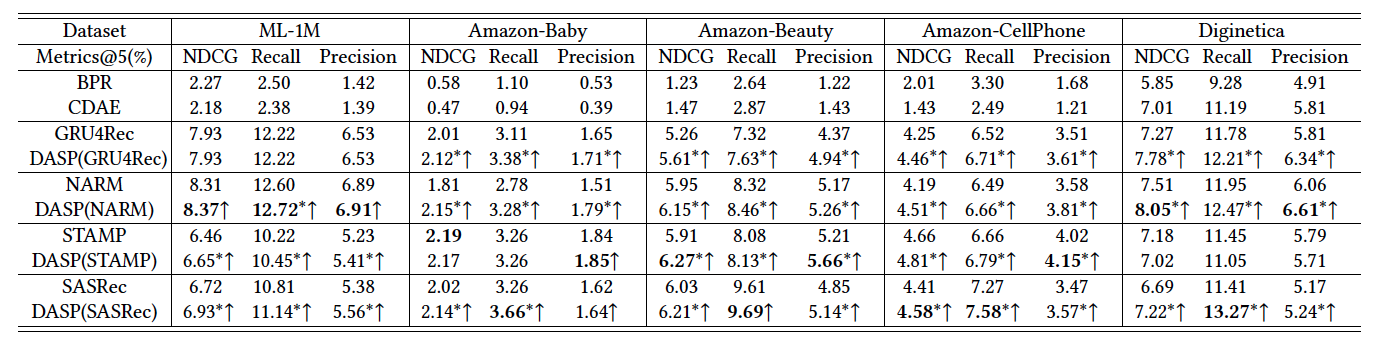 Dataset ML-1M Amazon-Baby Amazon-Beauty Amazon-CellPhone Diginetica
Metrics@5(%) NDCG Recall Precision NDCG Recall Precision NDCG Recall Precision NDCG Recall Precision NDCG Recall Precision
BPR 2.27 2.50 1.42 0.58 1.10 0.53 1.23 2.64 1.22 2.01 3.30 1.68 5.85 9.28 4.91
CDAE 2.18 2.38 1.39 0.47 0.94 0.39 1.47 2.87 1.43 1.43 2.49 1.21 7.01 11.19 5.81
GRU4Rec 7.93 12.22 6.53 2.01 3.11 1.65 5.26 7.32 4.37 4.25 6.52 3.51 7.27 11.78 5.81
DASP(GRU4Rec) 7.93 12.22 6.53 2.12*↑ 3.38*↑ 1.71*↑ 5.61*↑ 7.63*↑ 4.94*↑ 4.46*↑ 6.71*↑ 3.61*↑ 7.78*↑ 12.21*↑ 6.34*↑
NARM 8.31 12.60 6.89 1.81 2.78 1.51 5.95 8.32 5.17 4.19 6.49 3.58 7.51 11.95 6.06
DASP(NARM) 8.37↑ 12.72*↑ 6.91↑ 2.15*↑ 3.28*↑ 1.79*↑ 6.15*↑ 8.46*↑ 5.26*↑ 4.51*↑ 6.66*↑ 3.81*↑ 8.05*↑ 12.47*↑ 6.61*↑
STAMP 6.46 10.22 5.23 2.19 3.26 1.84 5.91 8.08 5.21 4.66 6.66 4.02 7.18 11.45 5.79
DASP(STAMP) 6.65*↑ 10.45*↑ 5.41*↑ 2.17 3.26 1.85↑ 6.27*↑ 8.13*↑ 5.66*↑ 4.81*↑ 6.79*↑ 4.15*↑ 7.02 11.05 5.71
SASRec 6.72 10.81 5.38 2.02 3.26 1.62 6.03 9.61 4.85 4.41 7.27 3.47 6.69 11.41 5.17
DASP(SASRec) 6.93*↑ 11.14*↑ 5.56*↑ 2.14*↑ 3.66*↑ 1.64↑ 6.21*↑ 9.69↑ 5.14*↑ 4.58*↑ 7.58*↑ 3.57*↑ 7.22*↑ 13.27*↑ 5.24*↑